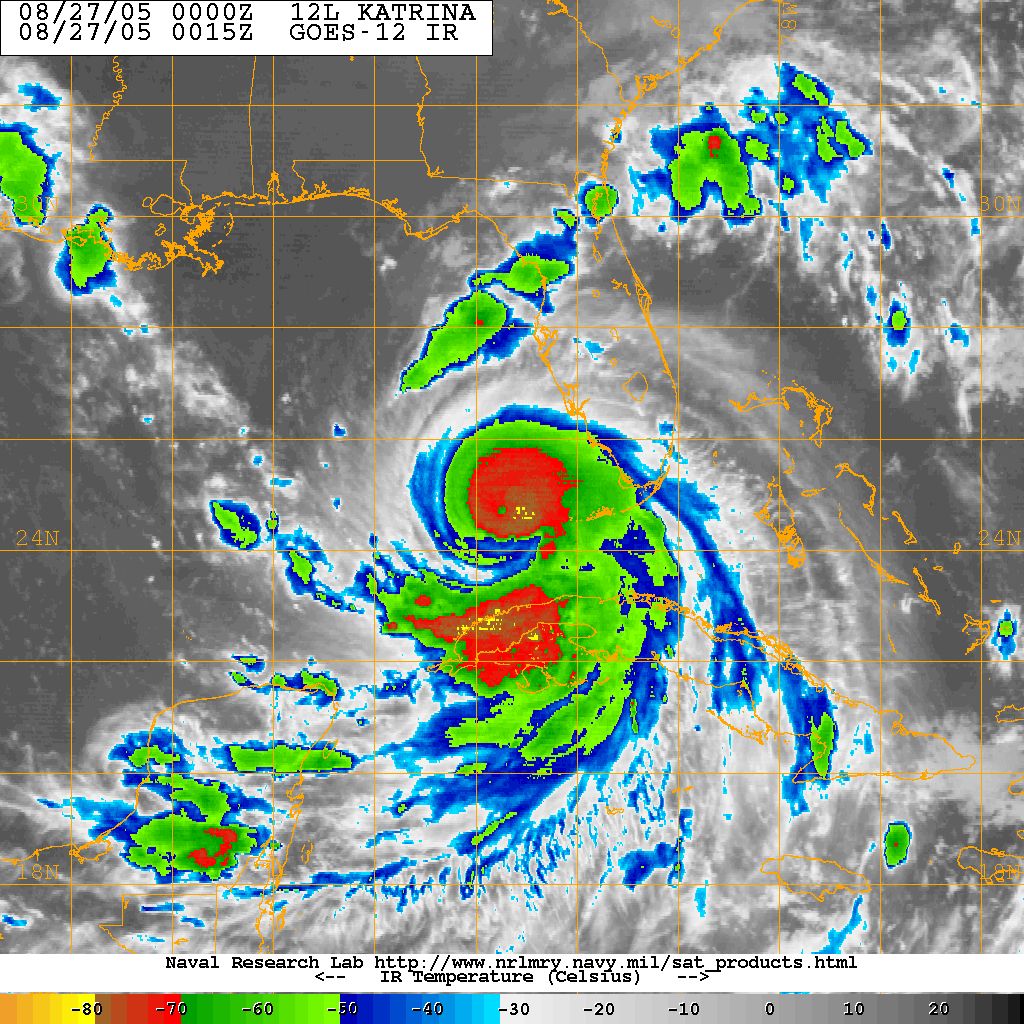 08/27/05 0000Z 12L KATRINA
08/27/05 0015Z GOES-12 IR
30N
24N 24N
18N
Naval Research Lab http://www.nrlmry.navy.mil/sat_products.html
<-- IR Temperature (Celsius) -->
-80 -70 -60 -50 -40 -30 -20 -10 0 10 20